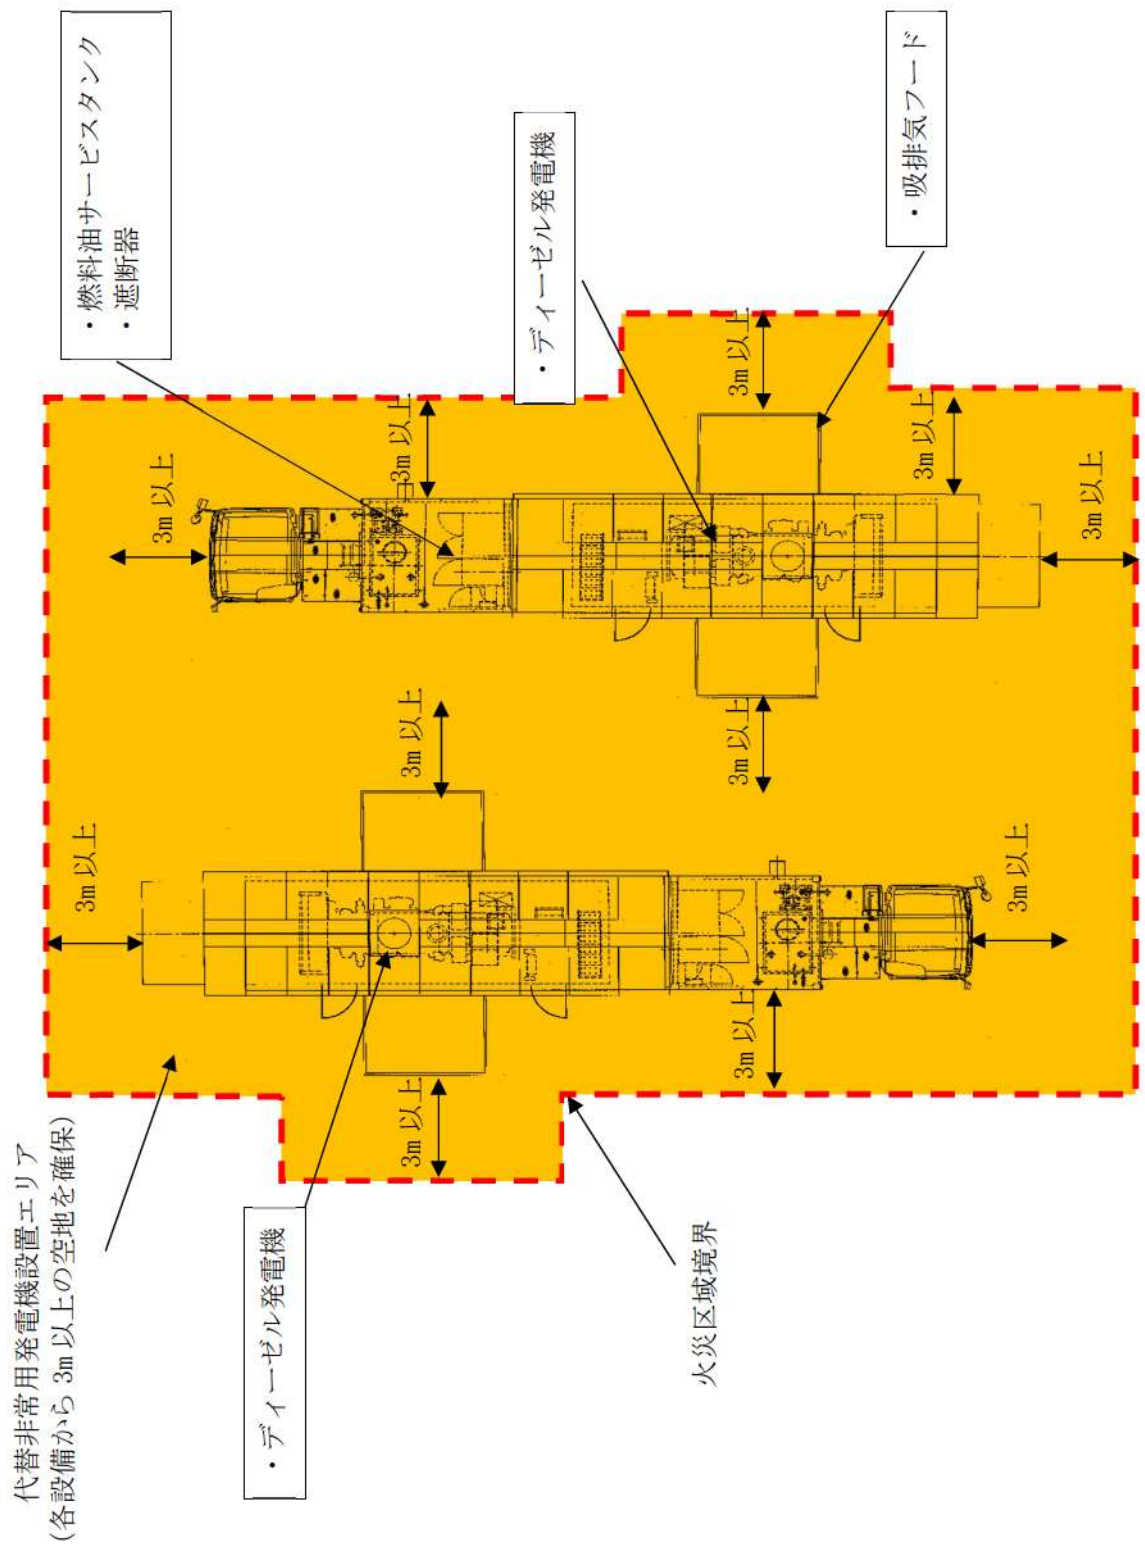 代替非常用発電機設置エリア
(各設備から 3m 以上の空地を確保)
3m 以上
・燃料油サービスタンク
・遮断器
3m 以上
・ディーゼル発電機
3m 以上
3m 以上
3m 以上
・ディーゼル発電機
火災区域境界
3m 以上
3m 以上
3m 以上
・吸排気フード
3m 以上
3m 以上
3m 以上